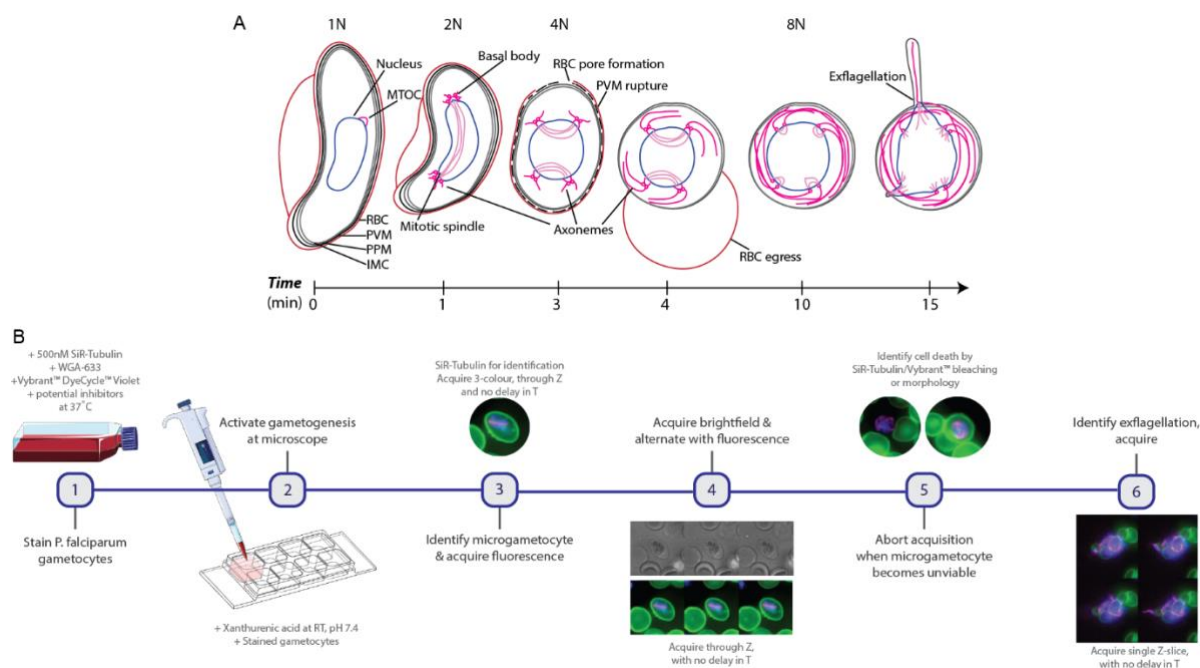 A
1N
2N
4N
8N
Nucleus
MTOC
Basal body
RBC pore formation
PVM rupture
Exflagellation
RBC
PVM
PPM
IMC
Mitotic spindle
Axonemes
RBC egress
Time
(min)
0
1
3
4
10
15
B
+ 500nM SiR-Tubulin
+ WGA-633
+Vybrant™ DyeCycle™ Violet
+ potential inhibitors
at 37°C
1
Stain P. falciparum
gametocytes
Activate gametogenesis
at microscope
2
+ Xanthurenic acid at RT, pH 7.4
+ Stained gametocytes
SiR-Tubulin for identification
Acquire 3-colour, through Z
and no delay in T
3
Identify microgametocyte
& acquire fluorescence
Acquire brightfield &
alternate with fluorescence
4
Acquire through Z,
with no delay in T
Identify cell death by
SiR-Tubulin/Vybrant™ bleaching
or morphology
5
Abort acquisition
when microgametocyte
becomes unviable
Identify exflagellation,
acquire
6
Acquire single Z-slice,
with no delay in T